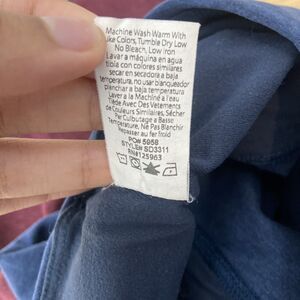 Machine Wash Warm With
Like Colors, Tumble Dry Low
No Bleach, Low Iron
Lavar a máquina en agua
tibia con colores similares
secar en secadora a baja
temperatura, no usar blanqueador
planchar a baja temperatura
Laver a la Machine à l'eau
Tiède Avec Des Vetements
de Couleurs Similaires, Sécher
Par Culbutage a Basse
Temperature, Ne Pas Blanchir
Repasser au fer froid
PO# 5958
STYLE# SD3311
RN#125963